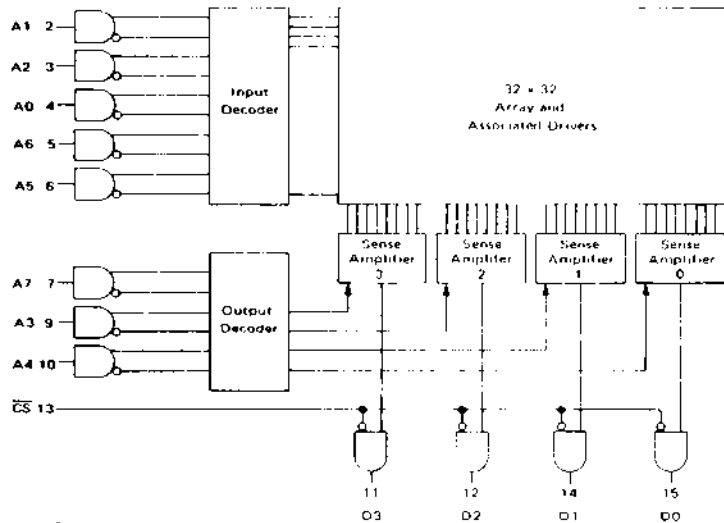 A1 2
A2 3
A0 4
A6 5
A5 6
Input
Decoder
32 × 32
Array and
Associated Drivers
Sense
Amplifier
3
Sense
Amplifier
2
Sense
Amplifier
1
Sense
Amplifier
0
A7 7
A3 9
A4 10
Output
Decoder
CS 13
11
12
14
15
D3
D2
D1
D0